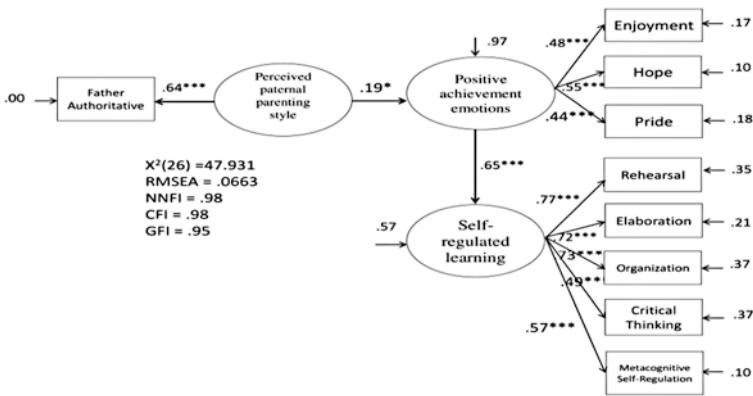 Enjoyment
.17
.48***
.97
Hope
.10
.55***
Perceived
paternal
parenting
style
Positive
achievement
emotions
.00
Father
Authoritative
.64***
.19*
.44***
Pride
.18
X²(26) =47.931
RMSEA = .0663
NNFI = .98
CFI = .98
GFI = .95
.65***
Rehearsal
.35
.77***
.57
Self-
regulated
learning
Elaboration
.21
.72***
.73***
Organization
.37
.49***
Critical
Thinking
.37
.57***
Metacognitive
Self-Regulation
.10